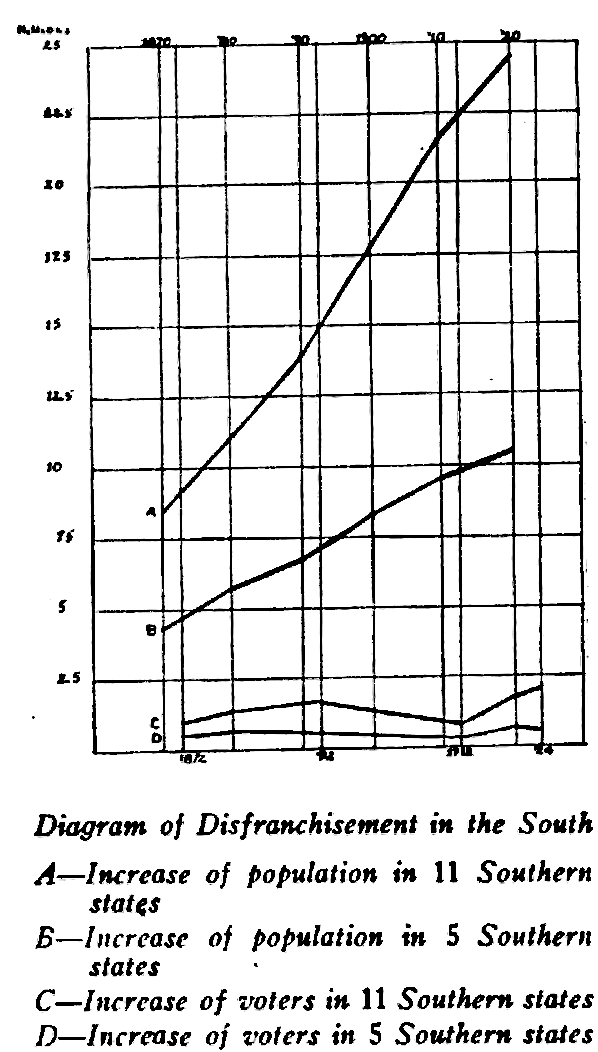 1870 '80 '90 1900 '10 '20
25
22.5
20
17.5
15
12.5
10
7.5
5
2.5
A
B
C
D
1872 '92 1912 '24
Diagram of Disfranchisement in the South
A—Increase of population in 11 Southern
states
B—Increase of population in 5 Southern
states
C—Increase of voters in 11 Southern states
D—Increase of voters in 5 Southern states